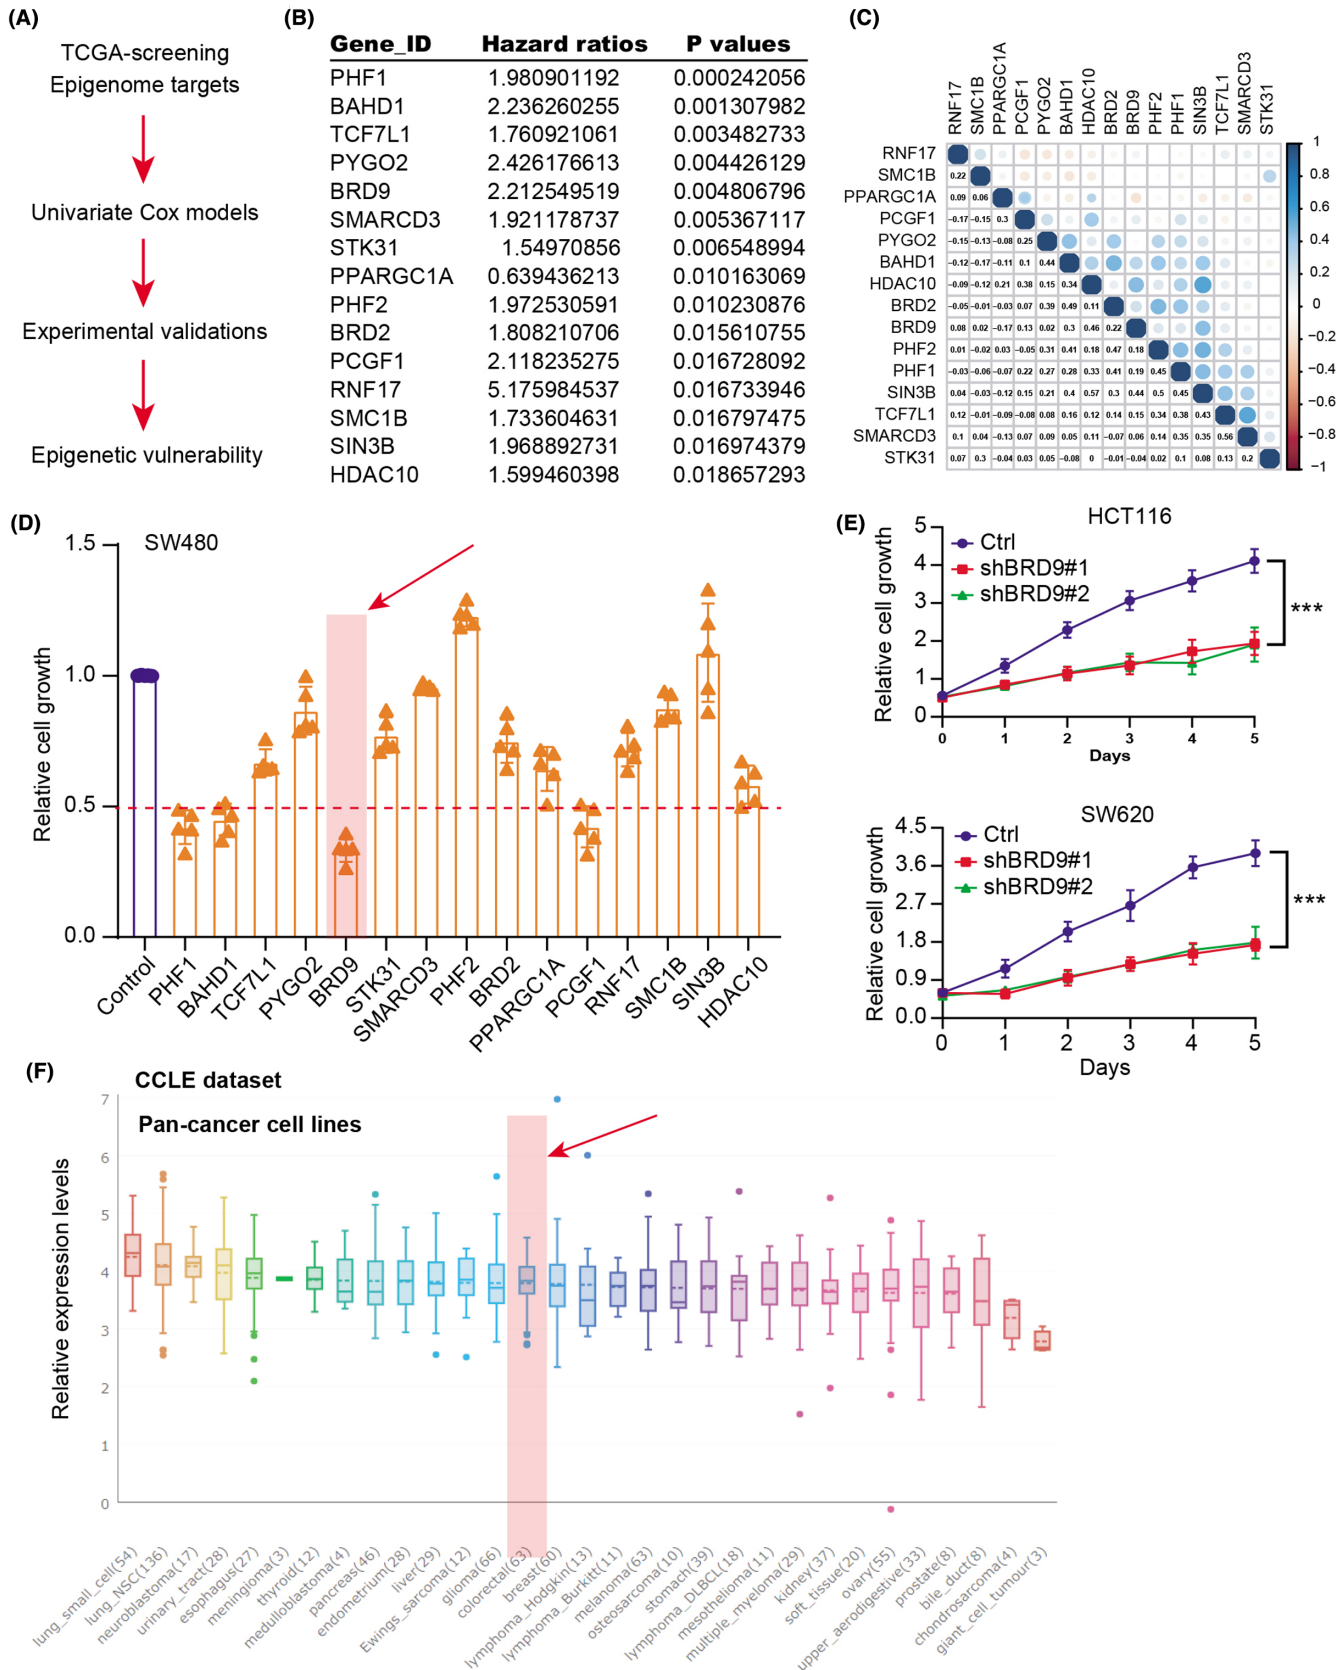 (A)
TCGA-screening
Epigenome targets
Univariate Cox models
Experimental validations
Epigenetic vulnerability
(B)
Gene_ID Hazard ratios P values
PHF1 1.980901192 0.000242056
BAHD1 2.236260255 0.001307982
TCF7L1 1.760921061 0.003482733
PYGO2 2.426176613 0.004426129
BRD9 2.212549519 0.004806796
SMARCD3 1.921178737 0.005367117
STK31 1.54970856 0.006548994
PPARGC1A 0.639436213 0.010163069
PHF2 1.972530591 0.010230876
BRD2 1.808210706 0.015610755
PCGF1 2.118235275 0.016728092
RNF17 5.175984537 0.016733946
SMC1B 1.733604631 0.016797475
SIN3B 1.968892731 0.016974379
HDAC10 1.599460398 0.018657293
(C)
RNF17 SMC1B PPARGC1A PCGF1 PYGO2 BAHD1 HDAC10 BRD2 BRD9 PHF2 PHF1 SIN3B TCF7L1 SMARCD3 STK31
RNF17
SMC1B 0.22
PPARGC1A 0.09 0.06
PCGF1 −0.17 −0.15 0.3
PYGO2 −0.15 −0.13 −0.08 0.25
BAHD1 −0.12 −0.17 −0.11 0.1 0.44
HDAC10 −0.09 −0.12 0.21 0.38 0.15 0.34
BRD2 −0.05 −0.01 −0.03 0.07 0.39 0.49 0.11
BRD9 0.08 0.02 −0.17 0.13 0.02 0.3 0.46 0.22
PHF2 0.01 −0.02 0.03 −0.05 0.31 0.41 0.18 0.47 0.18
PHF1 −0.03 −0.06 −0.07 0.22 0.27 0.28 0.33 0.41 0.19 0.45
SIN3B 0.04 −0.03 −0.12 0.15 0.21 0.4 0.57 0.3 0.44 0.5 0.45
TCF7L1 0.12 −0.01 −0.09 −0.08 0.08 0.16 0.12 0.14 0.15 0.34 0.38 0.43
SMARCD3 0.1 0.04 −0.13 0.07 0.09 0.05 0.11 −0.07 0.06 0.14 0.35 0.35 0.56
STK31 0.07 0.3 −0.04 0.03 0.05 −0.08 0 −0.01 −0.04 0.02 0.1 0.08 0.13 0.2
1
0.8
0.6
0.4
0.2
0
−0.2
−0.4
−0.6
−0.8
−1
(D)
SW480
Relative cell growth
1.5
1.0
0.5
0.0
Control PHF1 BAHD1 TCF7L1 PYGO2 BRD9 STK31 SMARCD3 PHF2 BRD2 PPARGC1A PCGF1 RNF17 SMC1B SIN3B HDAC10
(E)
HCT116
Relative cell growth
5
4
3
2
1
0
Ctrl
shBRD9#1
shBRD9#2
***
0 1 2 3 4 5
Days
SW620
Relative cell growth
4.5
3.6
2.7
1.8
0.9
0.0
Ctrl
shBRD9#1
shBRD9#2
***
0 1 2 3 4 5
Days
(F)
CCLE dataset
Pan-cancer cell lines
Relative expression levels
7
6
5
4
3
2
1
0
lung_small_cell(54)
lung_NSC(136)
neuroblastoma(17)
urinary_tract(28)
esophagus(27)
meningioma(3)
thyroid(12)
medulloblastoma(4)
pancreas(46)
endometrium(28)
liver(29)
Ewings_sarcoma(12)
glioma(66)
colorectal(63)
breast(60)
lymphoma_Hodgkin(13)
lymphoma_Burkitt(11)
melanoma(63)
osteosarcoma(10)
stomach(39)
lymphoma_DLBCL(18)
mesothelioma(11)
multiple_myeloma(29)
kidney(37)
soft_tissue(20)
ovary(55)
upper_aerodigestive(33)
prostate(8)
bile_duct(8)
chondrosarcoma(4)
giant_cell_tumour(3)